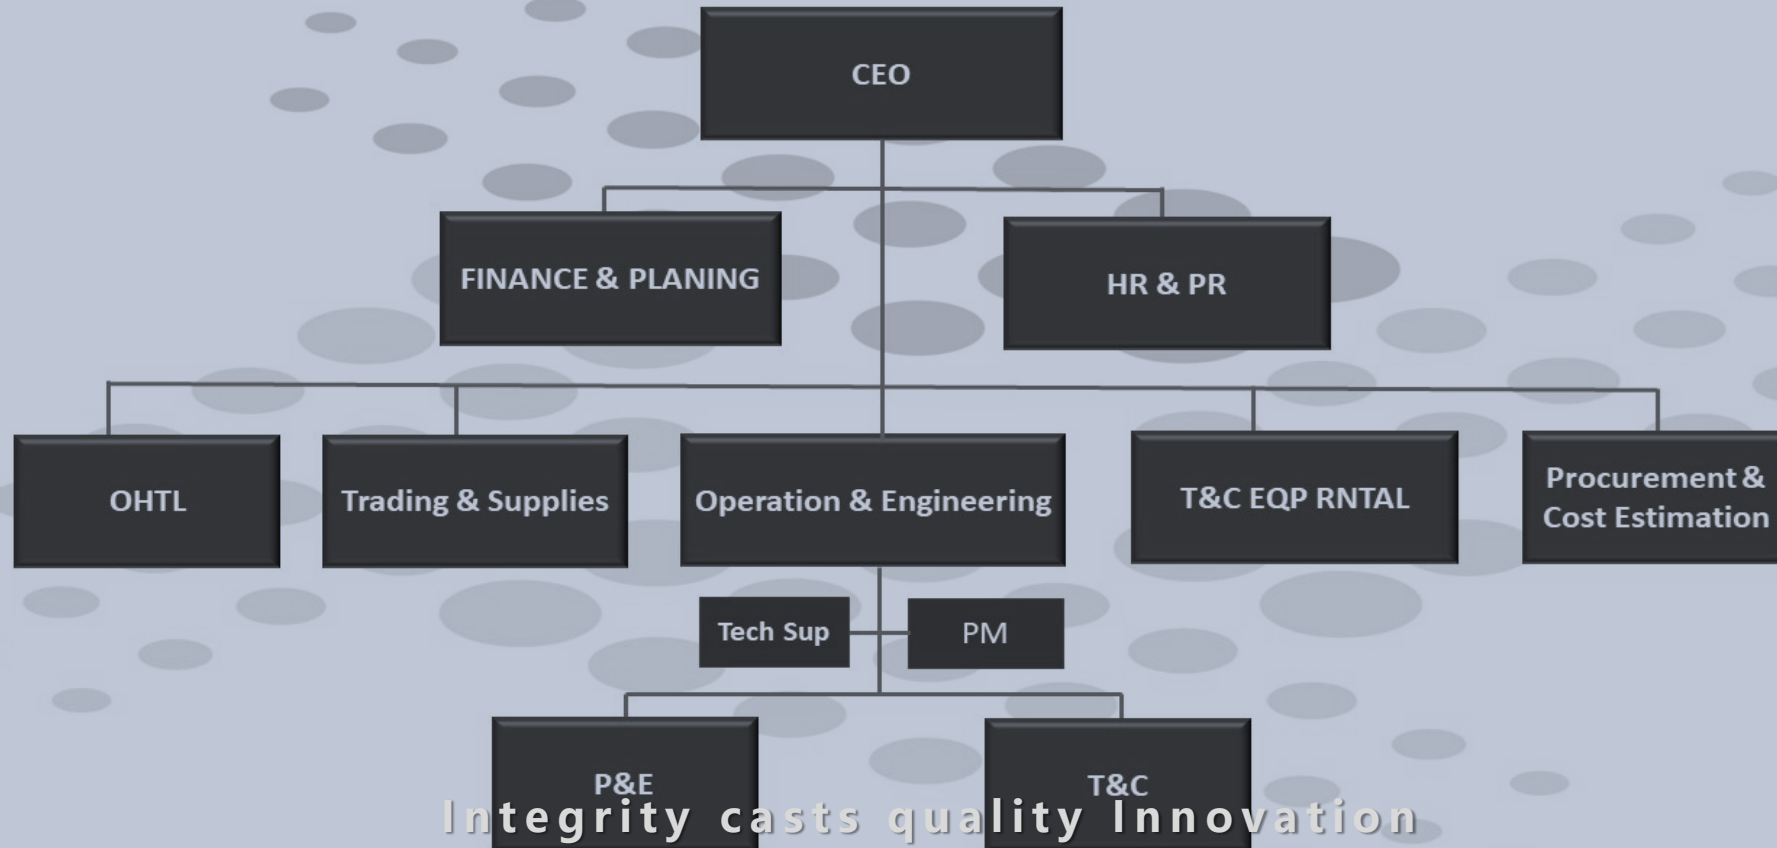 CEO
FINANCE & PLANING
HR & PR
OHTL
Trading & Supplies
Operation & Engineering
T&C EQP RNTAL
Procurement &
Cost Estimation
Tech Sup
PM
P&E
T&C
Integrity casts quality Innovation